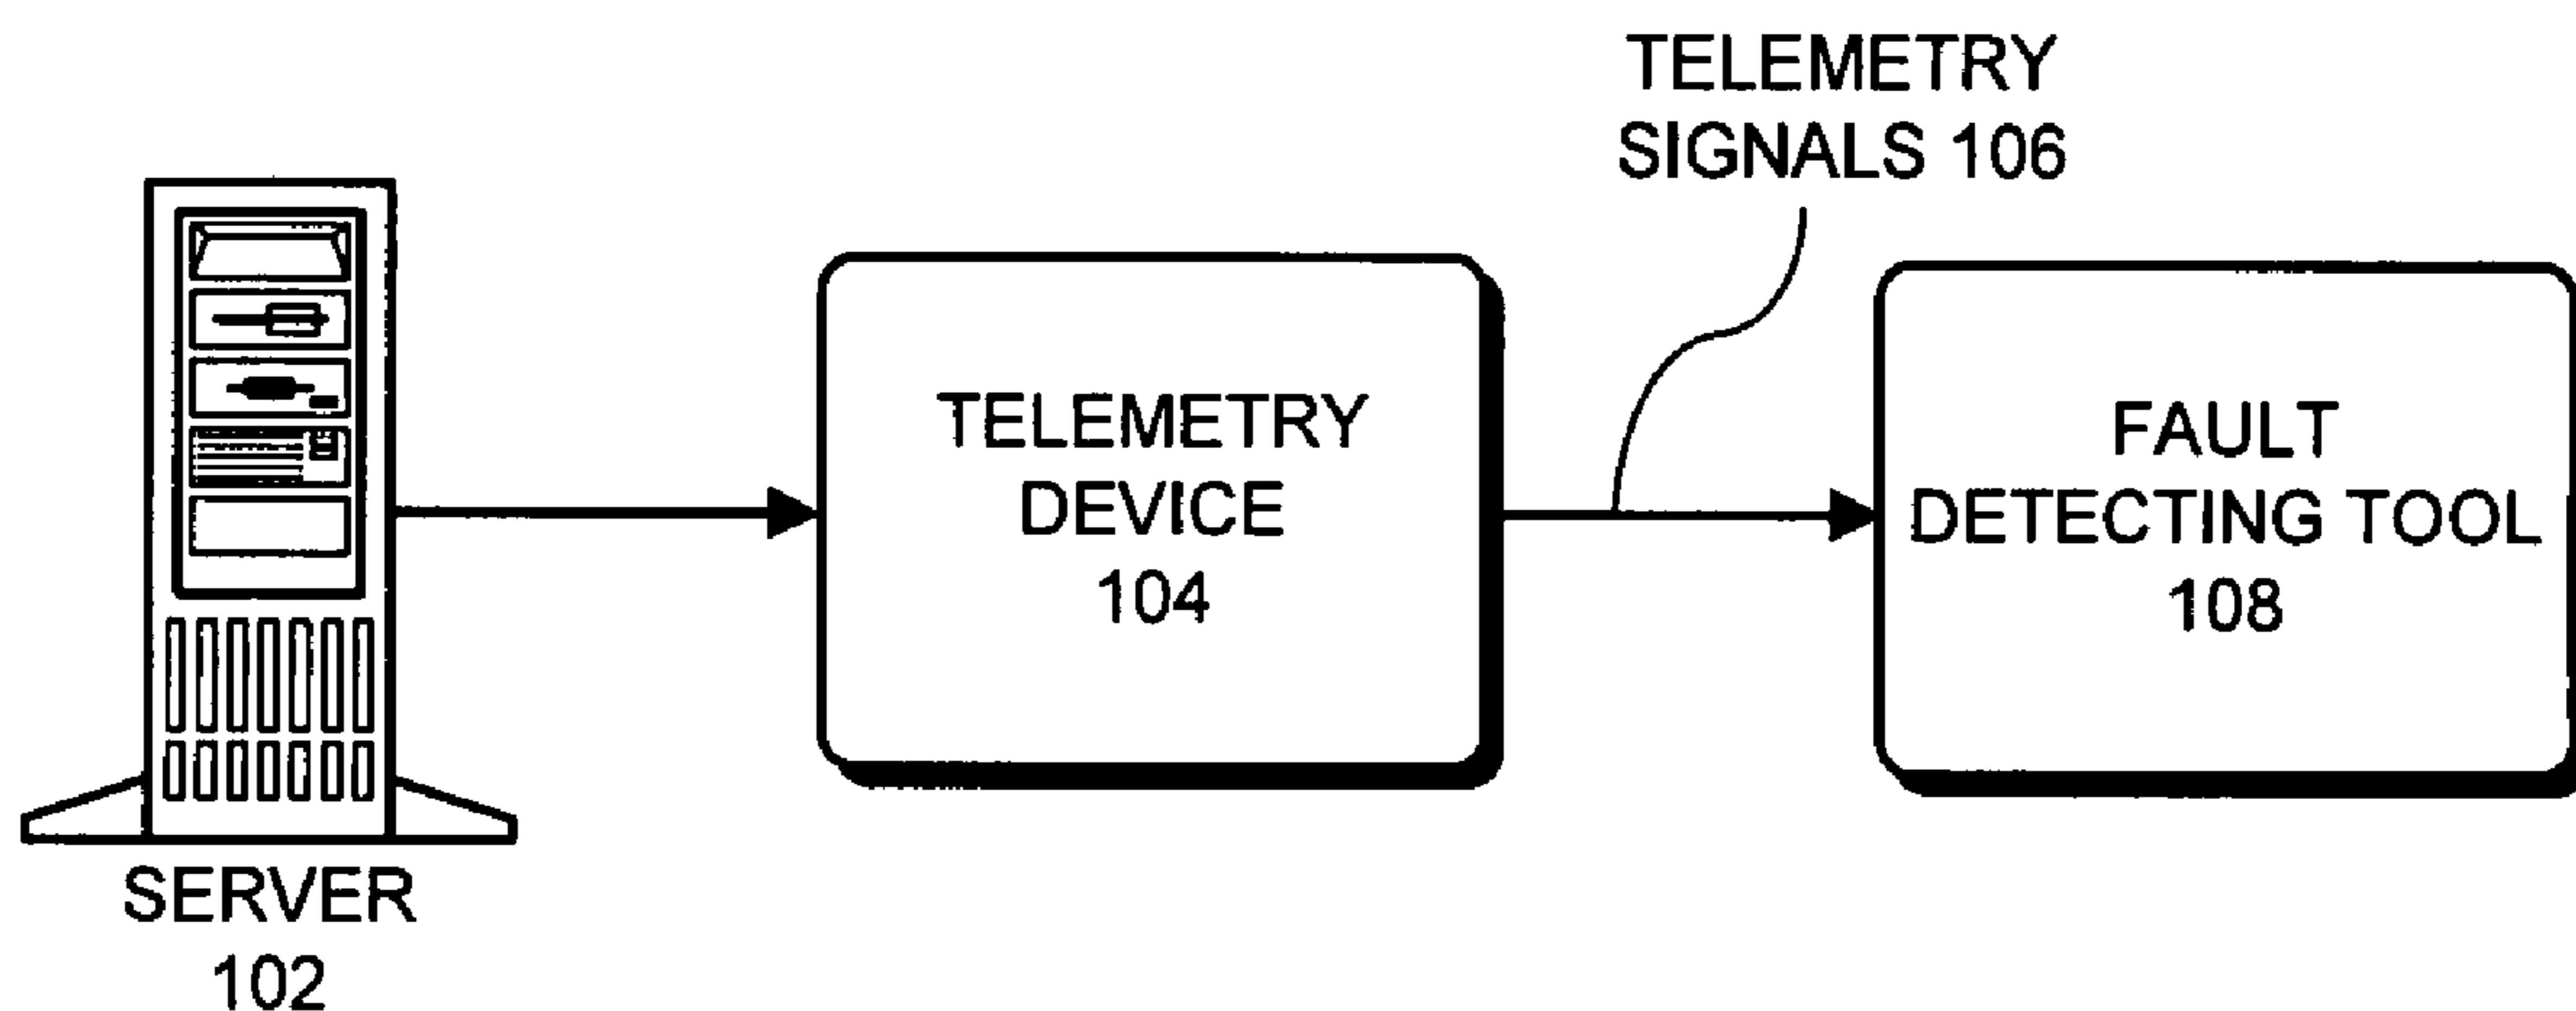 TELEMETRY
SIGNALS 106
TELEMETRY
DEVICE
104
FAULT
DETECTING TOOL
108
SERVER
102